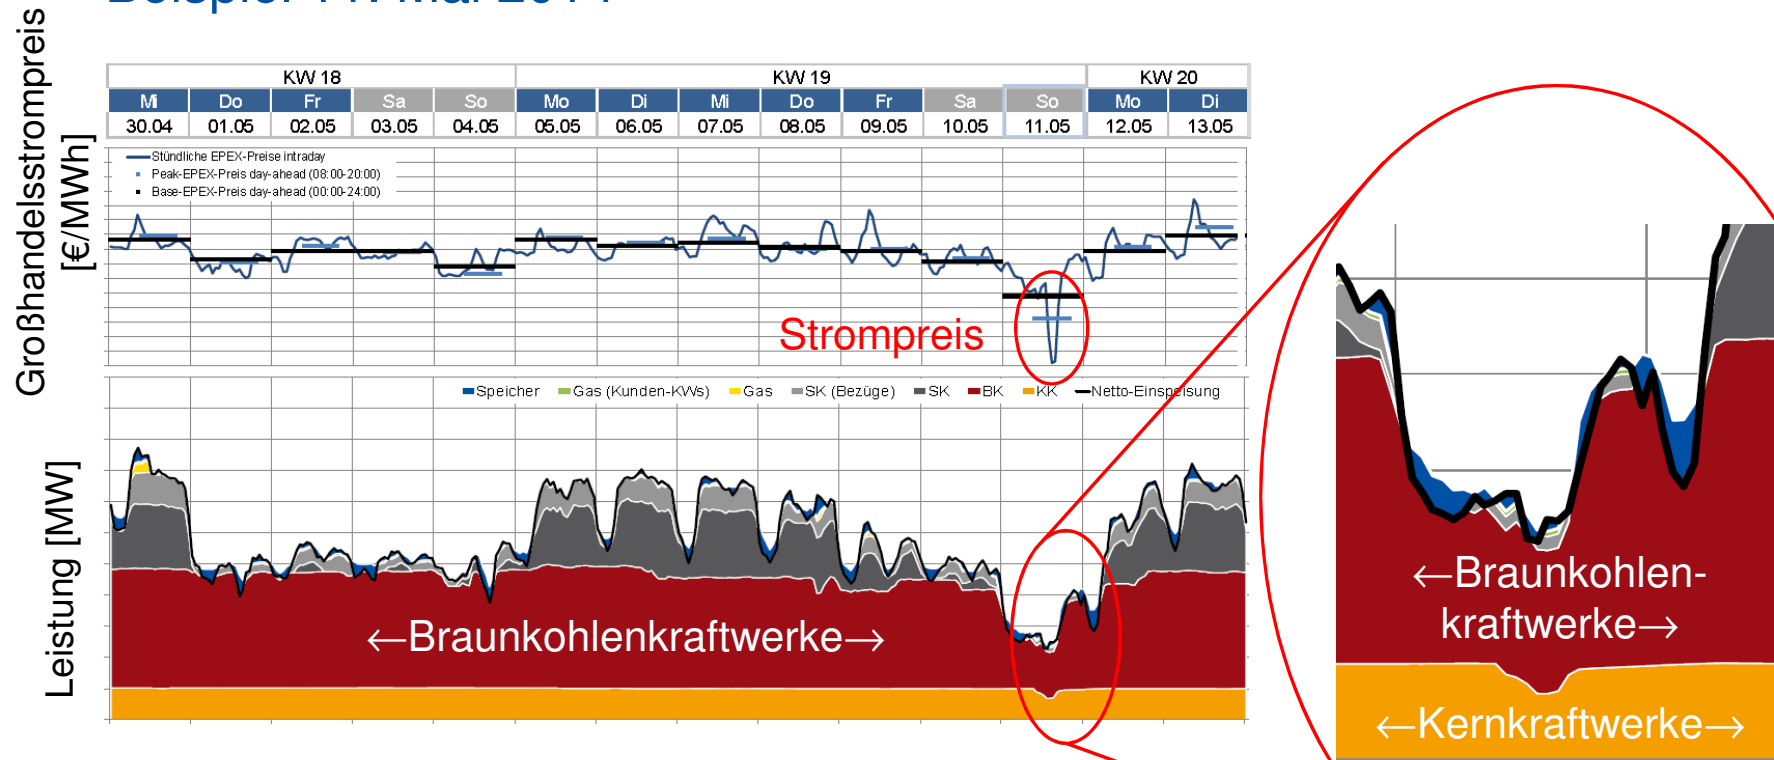 Großhandelsstrompreis
[€/MWh]
KW 18 KW 19 KW 20
Mi Do Fr Sa So Mo Di Mi Do Fr Sa So Mo Di
30.04 01.05 02.05 03.05 04.05 05.05 06.05 07.05 08.05 09.05 10.05 11.05 12.05 13.05
Stündliche EPEX-Preise intraday
Peak-EPEX-Preis day-ahead (08:00-20:00)
Base-EPEX-Preis day-ahead (00:00-24:00)
Strompreis
Leistung [MW]
Speicher Gas (Kunden-KWs) Gas SK (Bezüge) SK BK KK Netto-Einspeisung
←Braunkohlenkraftwerke→
←Braunkohlen-
kraftwerke→
←Kernkraftwerke→